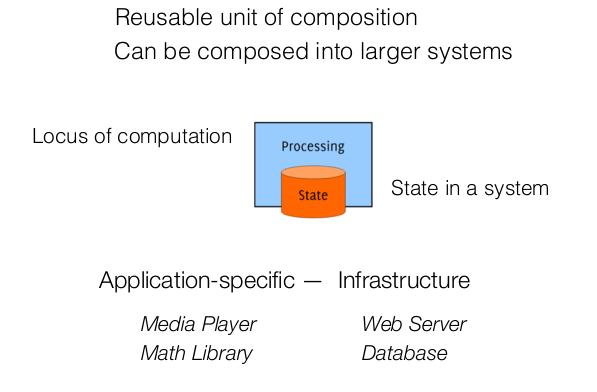 Reusable unit of composition
Can be composed into larger systems
Locus of computation
Processing
State
State in a system
Application-specific — Infrastructure
Media Player
Web Server
Math Library
Database